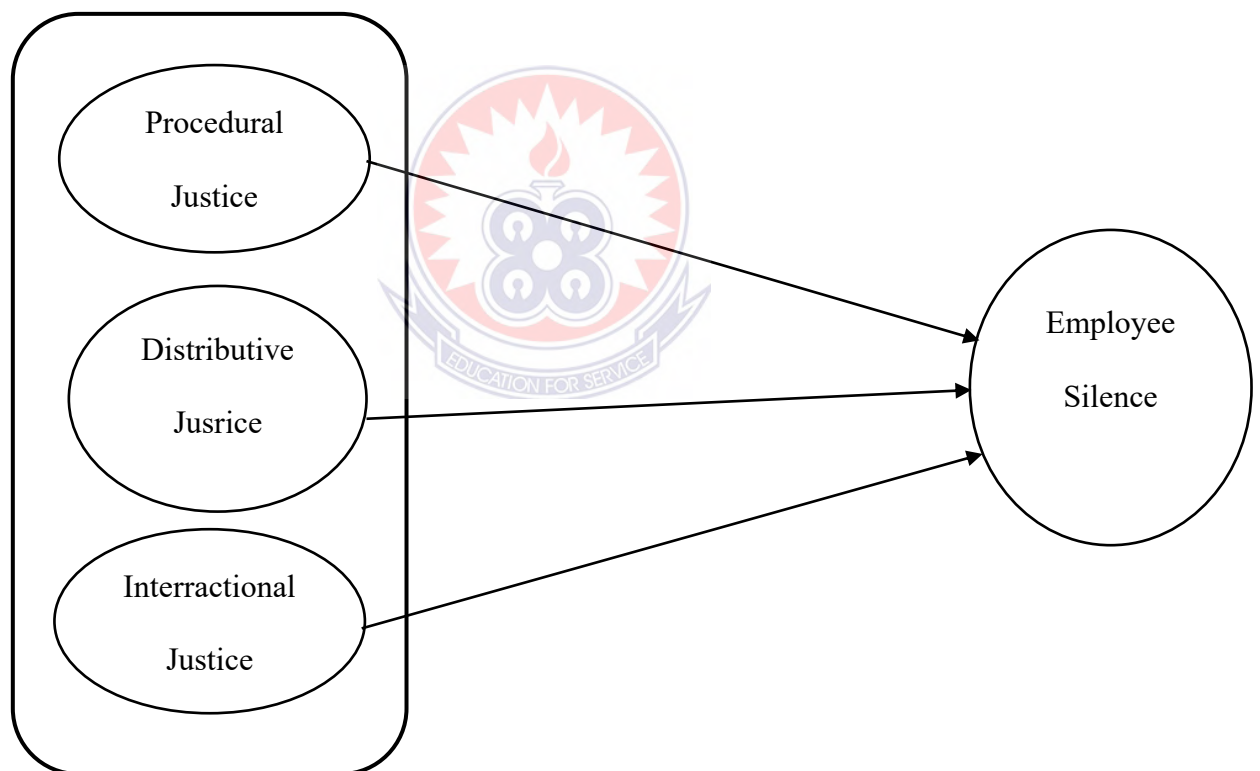 Procedural
Justice
Distributive
Jusrice
Interractional
Justice
EDUCATION FOR SERVICE
Employee
Silence